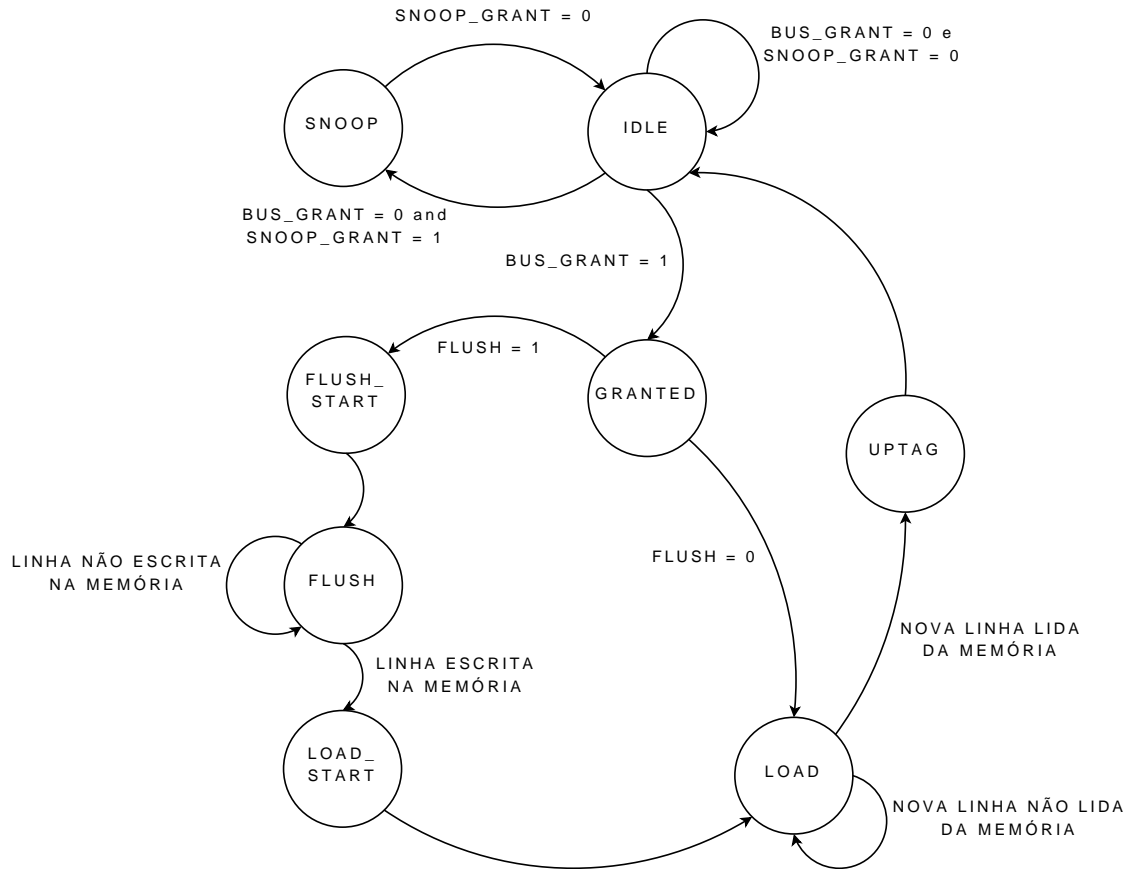 SNOOP_GRANT = 0
BUS_GRANT = 0 e
SNOOP_GRANT = 0
SNOOP
IDLE
BUS_GRANT = 0 and
SNOOP_GRANT = 1
BUS_GRANT = 1
FLUSH = 1
FLUSH_
START
GRANTED
UPTAG
FLUSH = 0
LINHA NÃO ESCRITA
NA MEMÓRIA
FLUSH
NOVA LINHA LIDA
DA MEMÓRIA
LINHA ESCRITA
NA MEMÓRIA
LOAD_
START
LOAD
NOVA LINHA NÃO LIDA
DA MEMÓRIA